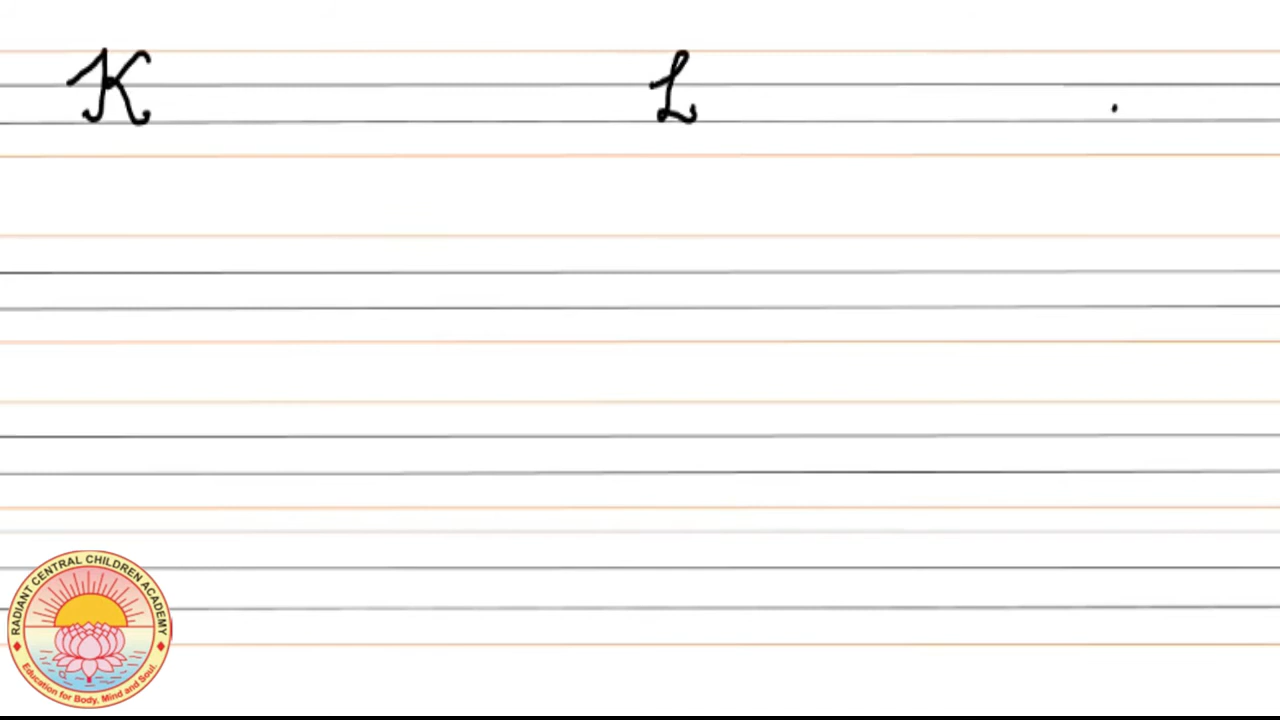 K L .
RADIANT CENTRAL CHILDREN ACADEMY
Education for Body, Mind and Soul.